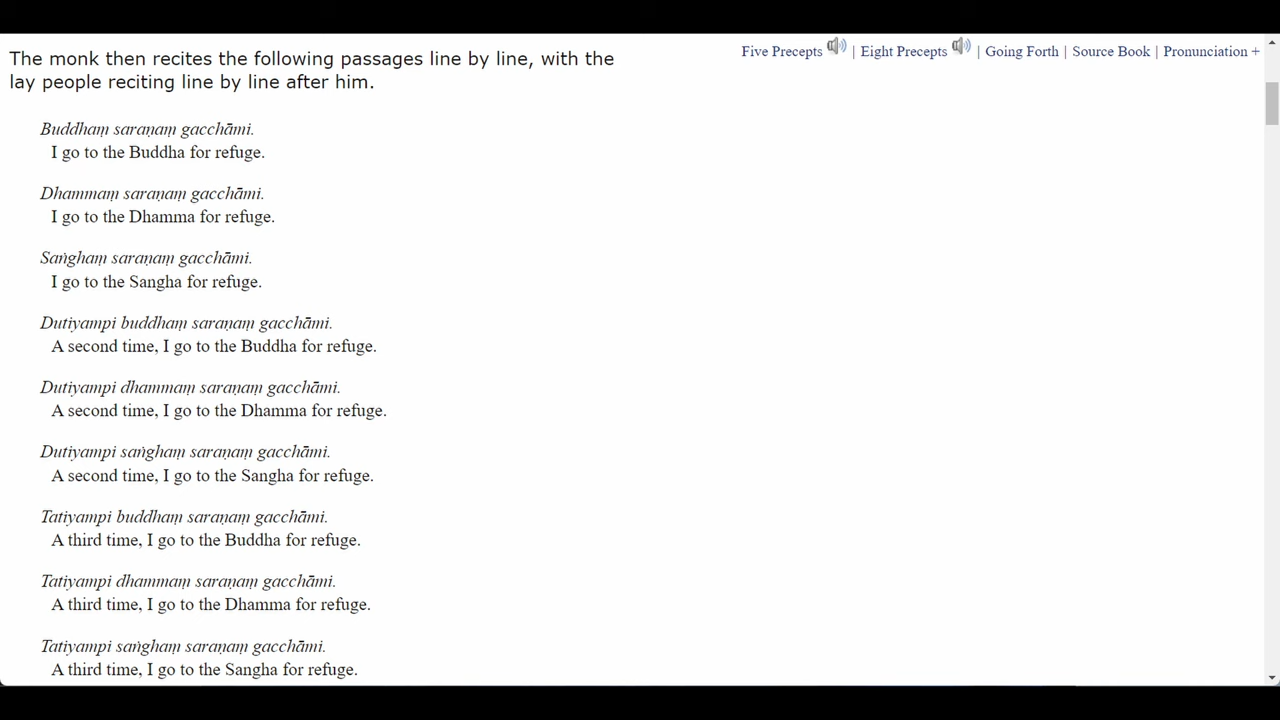 Five Precepts | Eight Precepts | Going Forth | Source Book | Pronunciation +
The monk then recites the following passages line by line, with the
lay people reciting line by line after him.
Buddhaṃ saraṇaṃ gacchāmi.
I go to the Buddha for refuge.
Dhammaṃ saraṇaṃ gacchāmi.
I go to the Dhamma for refuge.
Saṅghaṃ saraṇaṃ gacchāmi.
I go to the Sangha for refuge.
Dutiyampi buddhaṃ saraṇaṃ gacchāmi.
A second time, I go to the Buddha for refuge.
Dutiyampi dhammaṃ saraṇaṃ gacchāmi.
A second time, I go to the Dhamma for refuge.
Dutiyampi saṅghaṃ saraṇaṃ gacchāmi.
A second time, I go to the Sangha for refuge.
Tatiyampi buddhaṃ saraṇaṃ gacchāmi.
A third time, I go to the Buddha for refuge.
Tatiyampi dhammaṃ saraṇaṃ gacchāmi.
A third time, I go to the Dhamma for refuge.
Tatiyampi saṅghaṃ saraṇaṃ gacchāmi.
A third time, I go to the Sangha for refuge.